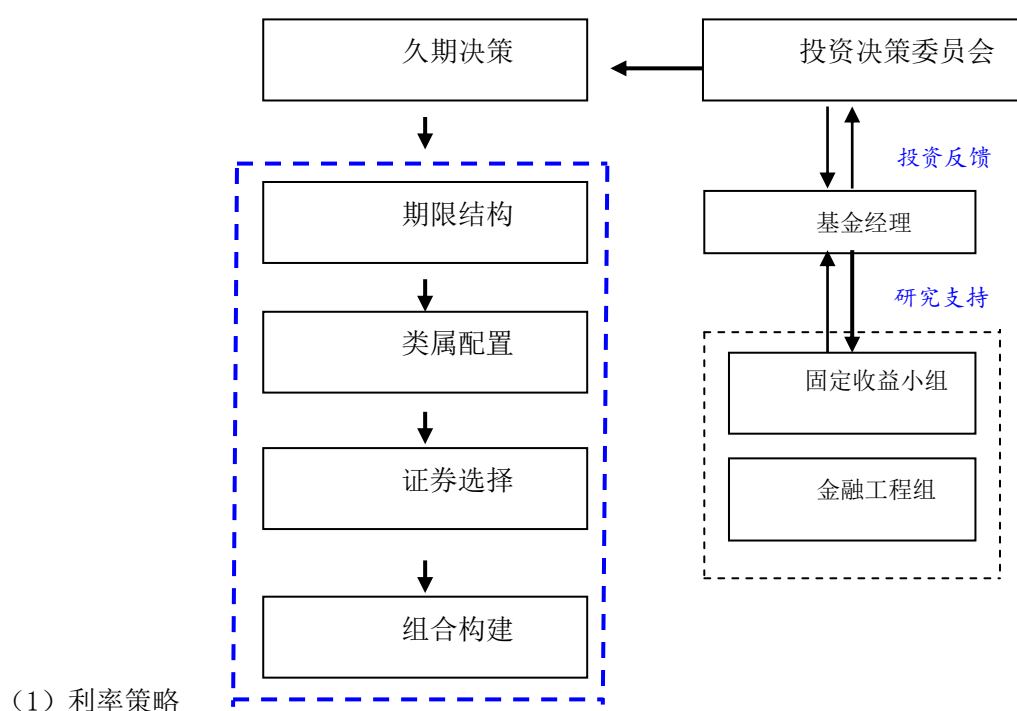 久期决策
投资决策委员会
投资反馈
期限结构
基金经理
研究支持
类属配置
固定收益小组
证券选择
金融工程组
组合构建
（1）利率策略